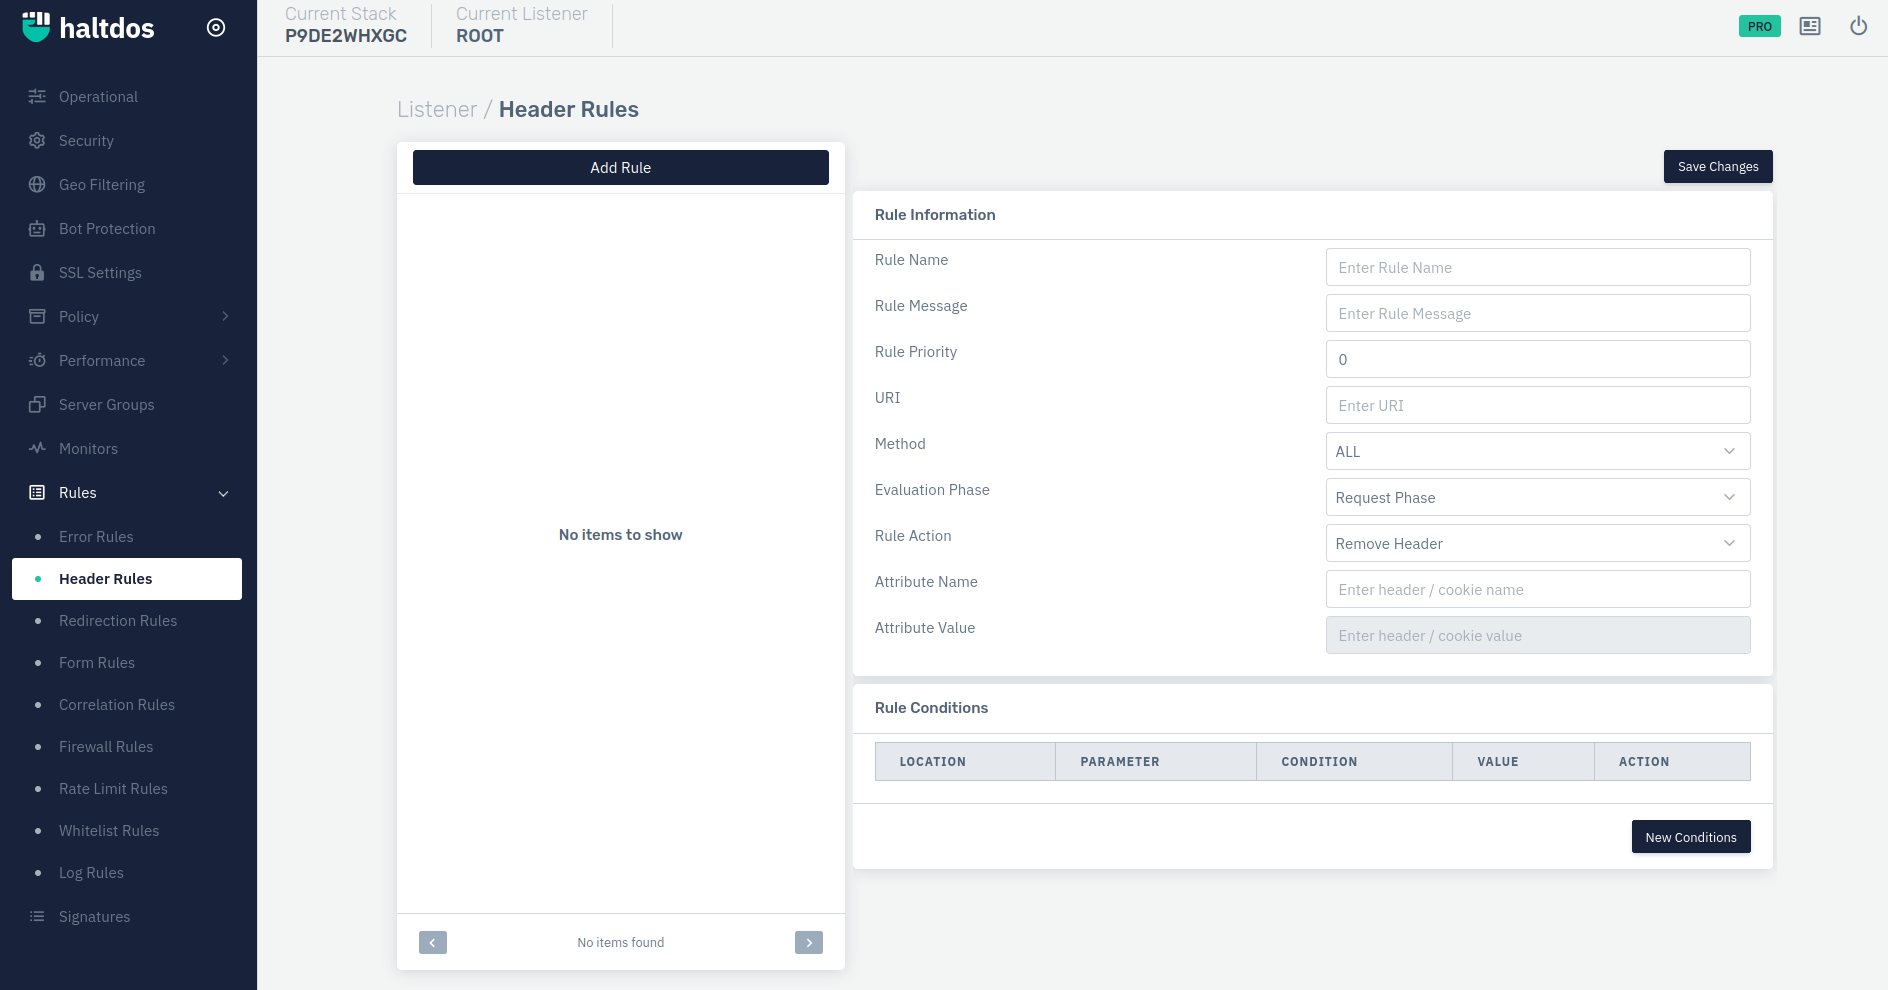 haltdos
Operational
Security
Geo Filtering
Bot Protection
SSL Settings
Policy
Performance
Server Groups
Monitors
Rules
Error Rules
Header Rules
Redirection Rules
Form Rules
Correlation Rules
Firewall Rules
Rate Limit Rules
Whitelist Rules
Log Rules
Signatures
Current Stack
P9DE2WHXGC
Current Listener
ROOT
PRO
Listener / Header Rules
Add Rule
No items to show
No items found
Save Changes
Rule Information
Rule Name Enter Rule Name
Rule Message Enter Rule Message
Rule Priority 0
URI Enter URI
Method ALL
Evaluation Phase Request Phase
Rule Action Remove Header
Attribute Name Enter header / cookie name
Attribute Value Enter header / cookie value
Rule Conditions
LOCATION PARAMETER CONDITION VALUE ACTION
New Conditions